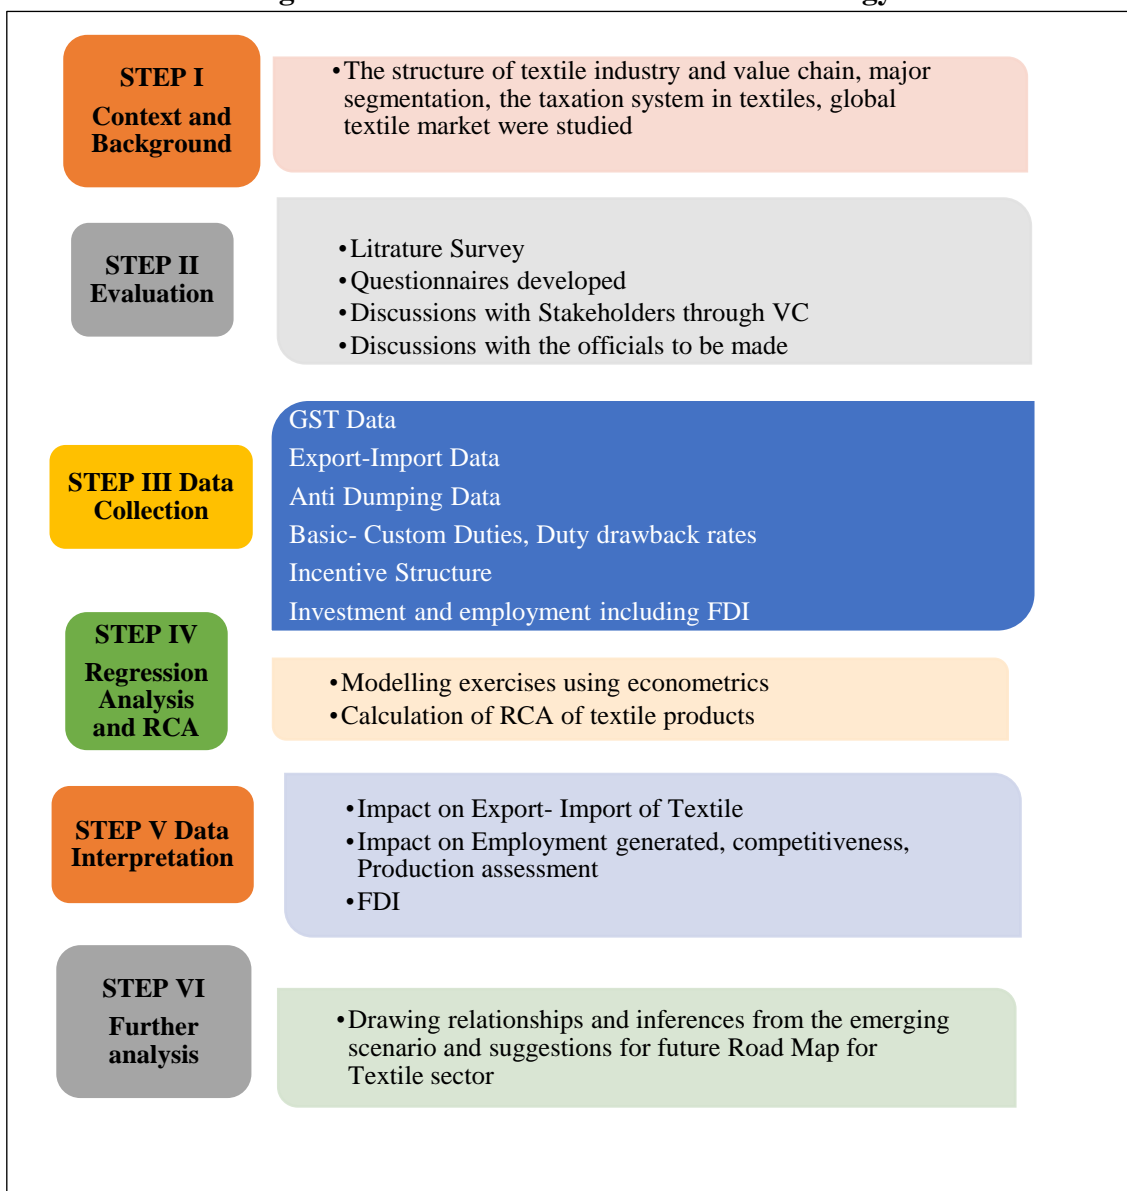 STEP I
Context and
Background
•The structure of textile industry and value chain, major
segmentation, the taxation system in textiles, global
textile market were studied
STEP II
Evaluation
•Litrature Survey
•Questionnaires developed
•Discussions with Stakeholders through VC
•Discussions with the officials to be made
STEP III Data
Collection
GST Data
Export-Import Data
Anti Dumping Data
Basic- Custom Duties, Duty drawback rates
Incentive Structure
Investment and employment including FDI
STEP IV
Regression
Analysis
and RCA
•Modelling exercises using econometrics
•Calculation of RCA of textile products
STEP V Data
Interpretation
•Impact on Export- Import of Textile
•Impact on Employment generated, competitiveness,
Production assessment
•FDI
STEP VI
Further
analysis
•Drawing relationships and inferences from the emerging
scenario and suggestions for future Road Map for
Textile sector